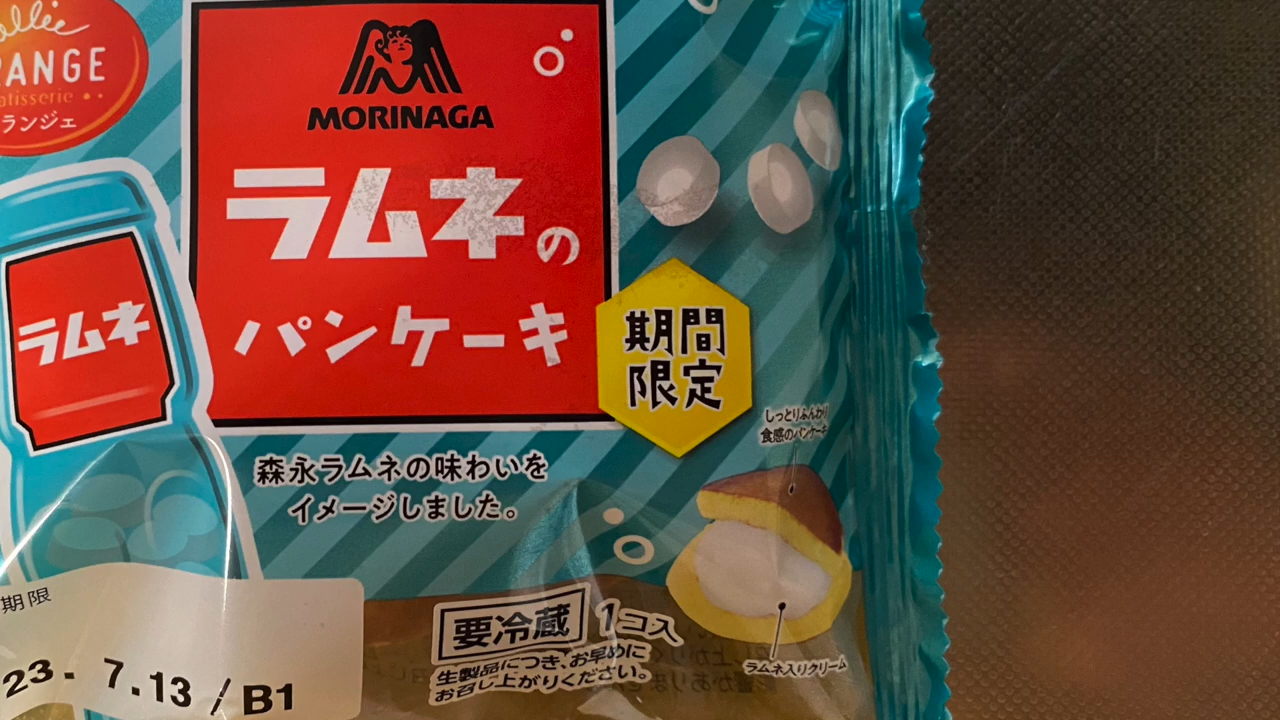 RANGE
atisserie
ランジェ
MORINAGA
ラムネの
パンケーキ
ラムネ
期間
限定
しっとりふんわり
食感のパンケーキ
森永ラムネの味わいを
イメージしました。
期限
23. 7.13/B1
要冷蔵 1コ入
生製品につき、お早めに
お召し上がりください。
ラムネ入りクリーム